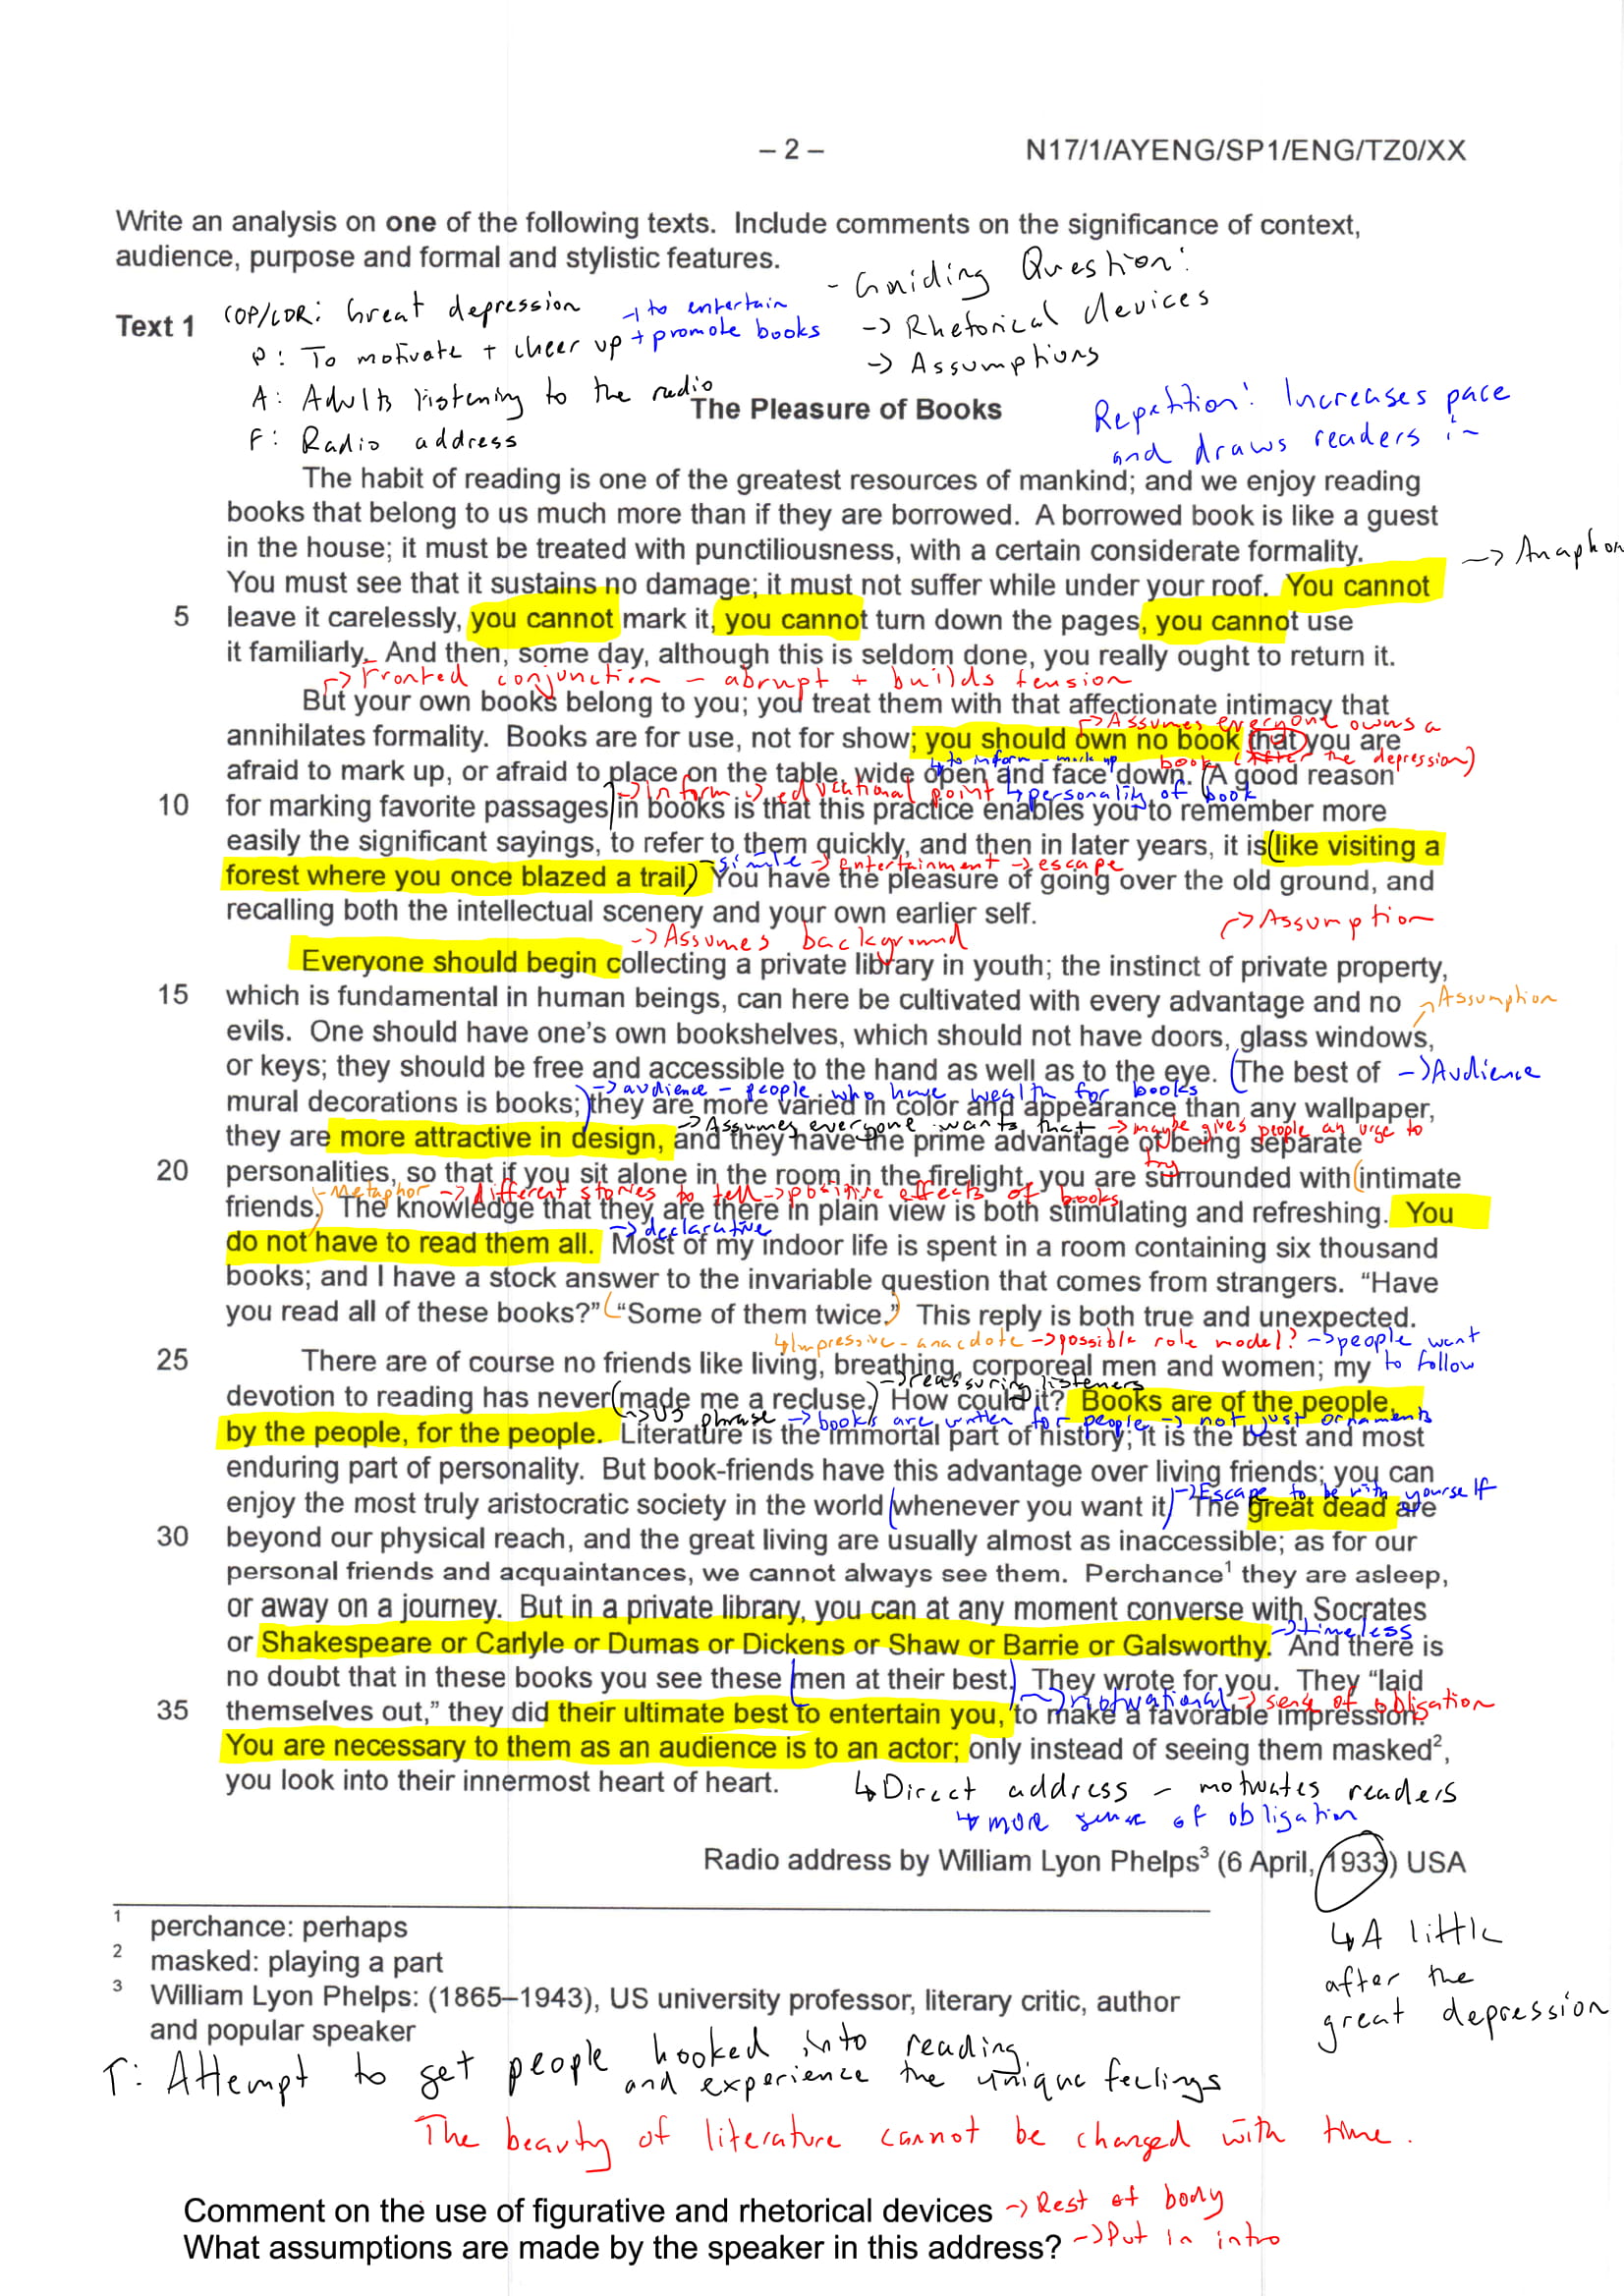 – 2 –
N17/1/AYENG/SP1/ENG/TZ0/XX
Write an analysis on one of the following texts. Include comments on the significance of context,
audience, purpose and formal and stylistic features.
- Guiding Question:
-> Rhetorical devices
-> Assumptions
Text 1
COP/COR: Great depression
P: To motivate + cheer up
-> to entertain
+ promote books
A: Adults listening to the radio
F: Radio address
The Pleasure of Books
Repetition: Increases pace
and draws readers in
The habit of reading is one of the greatest resources of mankind; and we enjoy reading
books that belong to us much more than if they are borrowed. A borrowed book is like a guest
in the house; it must be treated with punctiliousness, with a certain considerate formality.
-> Anaphor
You must see that it sustains no damage; it must not suffer while under your roof. You cannot
5 leave it carelessly, you cannot mark it, you cannot turn down the pages, you cannot use
it familiarly. And then, some day, although this is seldom done, you really ought to return it.
-> Fronted conjunction - abrupt + builds tension
But your own books belong to you; you treat them with that affectionate intimacy that
-> Assumes everyone owns a
annihilates formality. Books are for use, not for show; you should own no book that you are
-> to inform - mark up
book (after the depression)
afraid to mark up, or afraid to place on the table, wide open and face down. A good reason
-> inform -> educational point
-> personality of book
10 for marking favorite passages in books is that this practice enables you to remember more
easily the significant sayings, to refer to them quickly, and then in later years, it is like visiting a
simile -> entertainment -> escape
forest where you once blazed a trail. You have the pleasure of going over the old ground, and
recalling both the intellectual scenery and your own earlier self.
-> Assumption
-> Assumes background
Everyone should begin collecting a private library in youth; the instinct of private property,
15 which is fundamental in human beings, can here be cultivated with every advantage and no
-> Assumption
evils. One should have one's own bookshelves, which should not have doors, glass windows,
or keys; they should be free and accessible to the hand as well as to the eye. The best of
-> Audience
-> audience - people who have wealth for books
mural decorations is books; they are more varied in color and appearance than any wallpaper,
-> Assumes everyone wants that -> maybe gives people an urge to
try
they are more attractive in design, and they have the prime advantage of being separate
20 personalities, so that if you sit alone in the room in the firelight, you are surrounded with intimate
- Metaphor -> different stories to tell -> positive effects of books
friends. The knowledge that they are there in plain view is both stimulating and refreshing. You
-> declarative
do not have to read them all. Most of my indoor life is spent in a room containing six thousand
books; and I have a stock answer to the invariable question that comes from strangers. “Have
you read all of these books?” “Some of them twice.” This reply is both true and unexpected.
Impressive - anacdote -> possible role model? -> people want
to follow
25 There are of course no friends like living, breathing, corporeal men and women; my
-> reassuring listeners
devotion to reading has never made me a recluse. How could it? Books are of the people,
-> US phrase -> books are written for people -> not just ornaments
by the people, for the people. Literature is the immortal part of history; it is the best and most
enduring part of personality. But book-friends have this advantage over living friends; you can
-> Escape to be with yourself
enjoy the most truly aristocratic society in the world whenever you want it. The great dead are
30 beyond our physical reach, and the great living are usually almost as inaccessible; as for our
personal friends and acquaintances, we cannot always see them. Perchance1 they are asleep,
or away on a journey. But in a private library, you can at any moment converse with Socrates
-> timeless
or Shakespeare or Carlyle or Dumas or Dickens or Shaw or Barrie or Galsworthy. And there is
no doubt that in these books you see these men at their best. They wrote for you. They “laid
-> motivational -> sense of obligation
35 themselves out,” they did their ultimate best to entertain you, to make a favorable impression.
You are necessary to them as an audience is to an actor; only instead of seeing them masked2,
you look into their innermost heart of heart.
Direct address - motivates readers
more sense of obligation
Radio address by William Lyon Phelps3 (6 April, 1933) USA
1 perchance: perhaps
2 masked: playing a part
3 William Lyon Phelps: (1865–1943), US university professor, literary critic, author
and popular speaker
A little
after the
great depression
T: Attempt to get people hooked into reading
and experience the unique feelings
The beauty of literature cannot be changed with time.
Comment on the use of figurative and rhetorical devices -> Rest of body
What assumptions are made by the speaker in this address? -> Put in intro